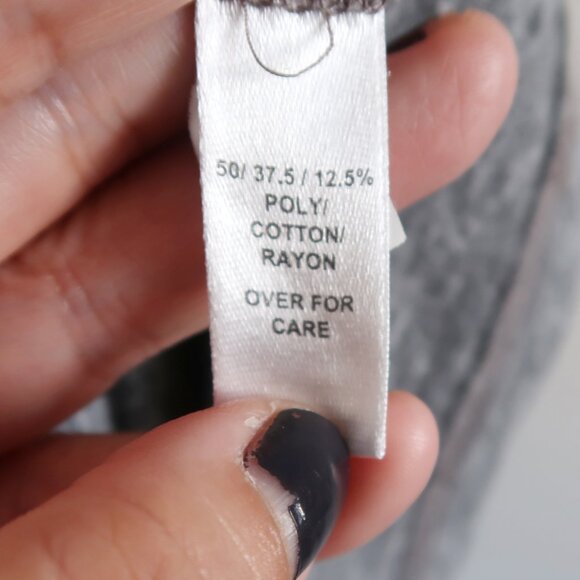 50/ 37.5 / 12.5%
POLY/
COTTON/
RAYON
OVER FOR
CARE